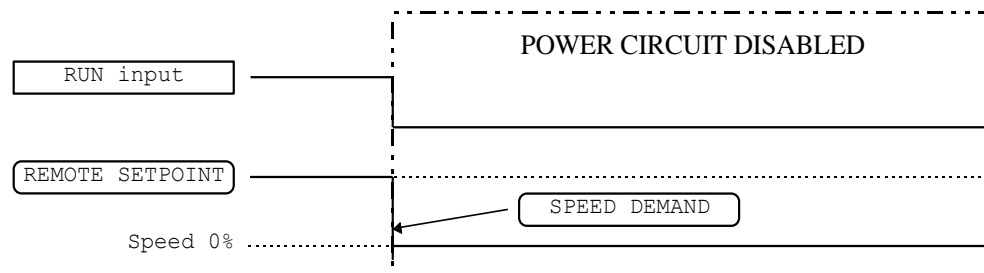 POWER CIRCUIT DISABLED
RUN input
REMOTE SETPOINT
SPEED DEMAND
Speed 0%